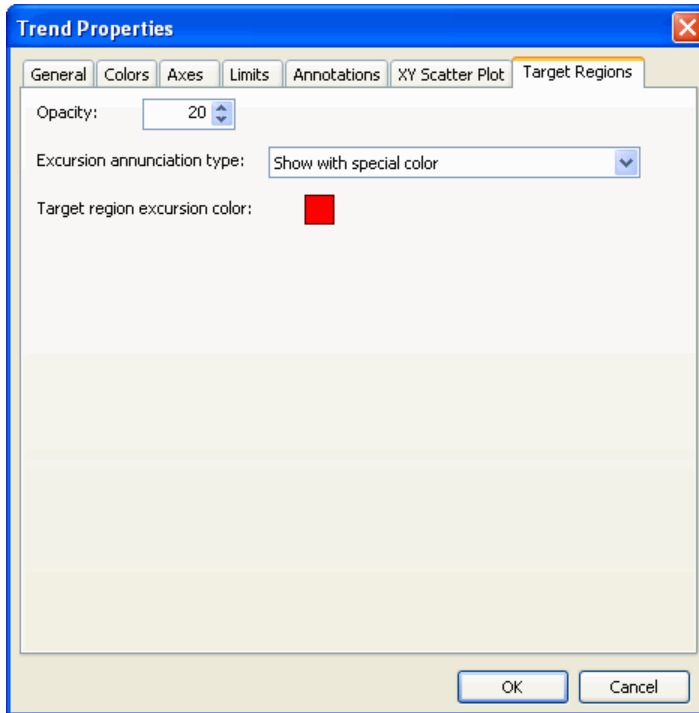 Trend Properties
General Colors Axes Limits Annotations XY Scatter Plot Target Regions
Opacity: 20
Excursion annunciation type: Show with special color
Target region excursion color:
OK Cancel